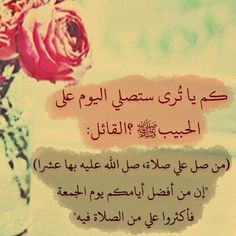 كم يا تُرى ستصلي اليوم على
الحبيب ﷺ ؟القائل:
(من صل علي صلاة، صل الله عليه بها عشرا)
"إن من أفضل أيامكم يوم الجمعة
فأكثروا علي من الصلاة فيه"